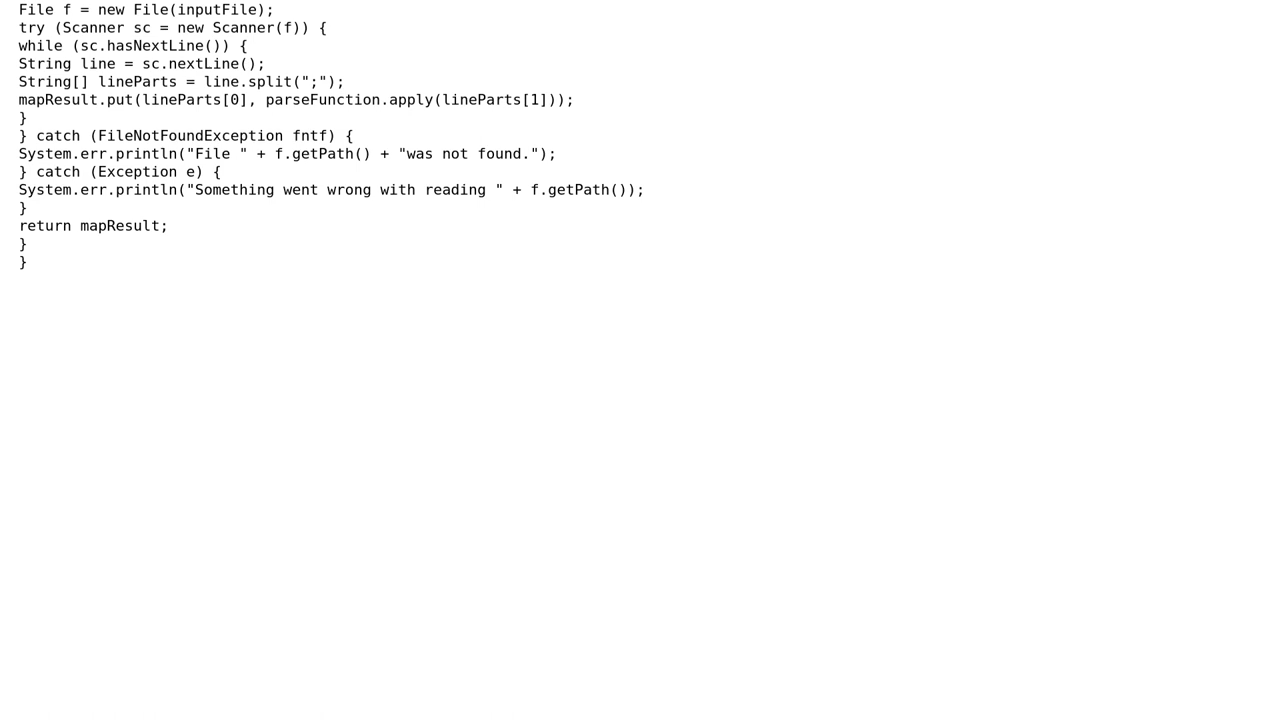 File f = new File(inputFile);
try (Scanner sc = new Scanner(f)) {
while (sc.hasNextLine()) {
String line = sc.nextLine();
String[] lineParts = line.split(";");
mapResult.put(lineParts[0], parseFunction.apply(lineParts[1]));
}
} catch (FileNotFoundException fntf) {
System.err.println("File " + f.getPath() + "was not found.");
} catch (Exception e) {
System.err.println("Something went wrong with reading " + f.getPath());
}
return mapResult;
}
}